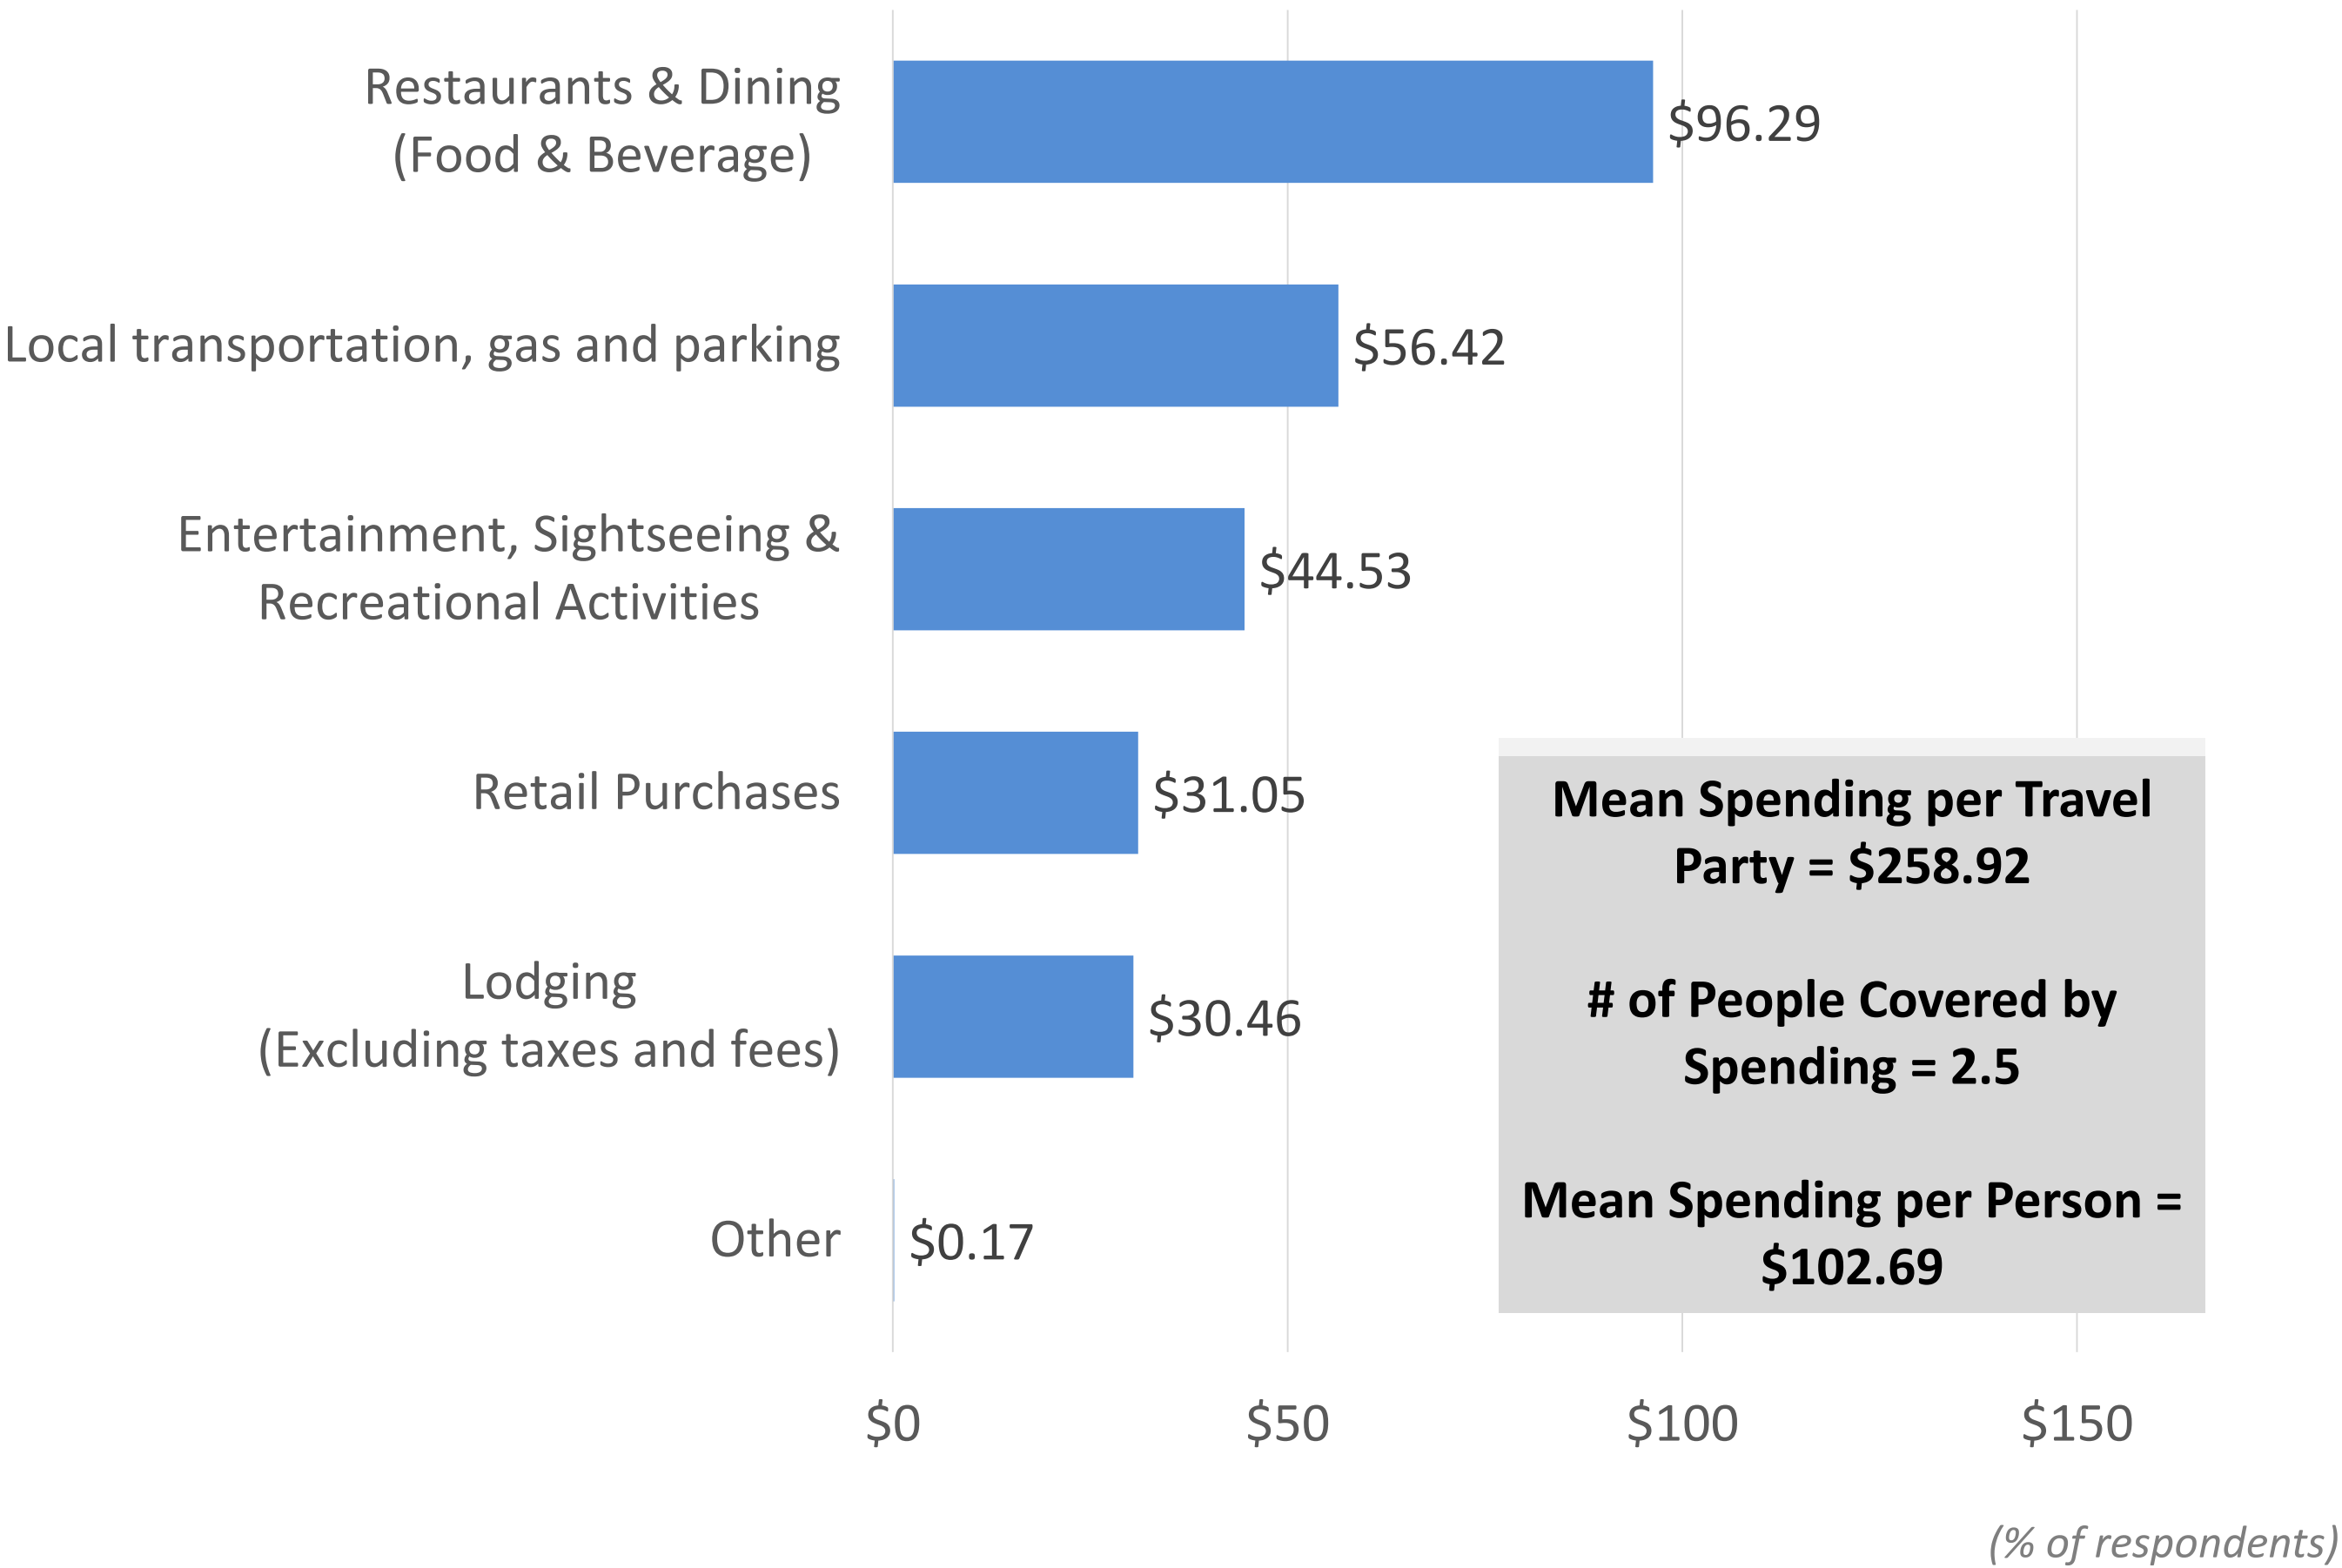 Restaurants & Dining
(Food & Beverage)
$96.29
Local transportation, gas and parking
$56.42
Entertainment, Sightseeing &
Recreational Activities
$44.53
Retail Purchases
$31.05
Lodging
(Excluding taxes and fees)
$30.46
Other
$0.17
Mean Spending per Travel
Party = $258.92
# of People Covered by
Spending = 2.5
Mean Spending per Person =
$102.69
$0 $50 $100 $150
(% of respondents)